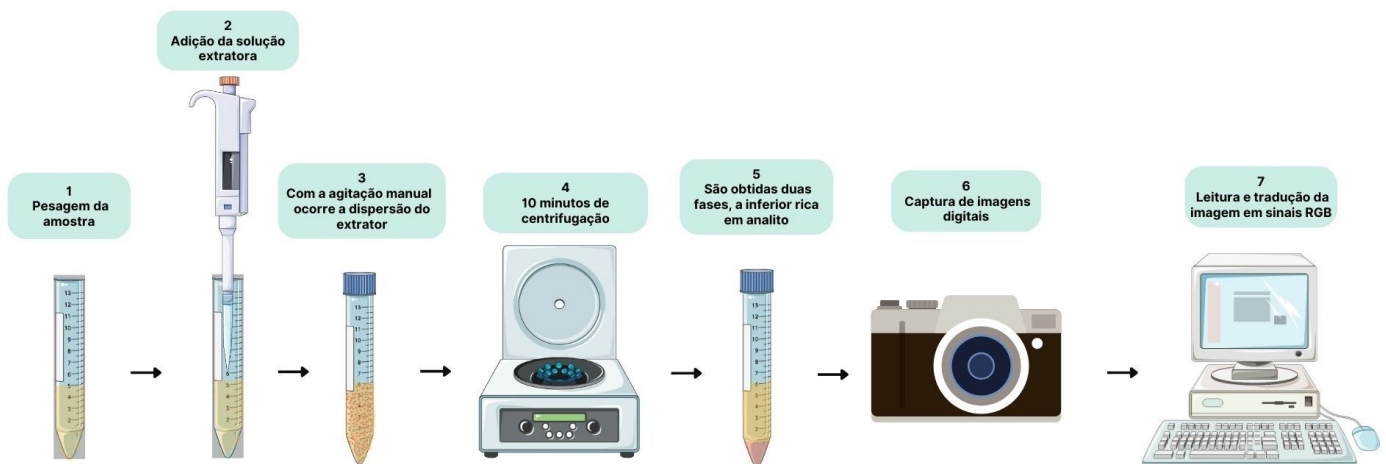 1
Pesagem da
amostra
2
Adição da solução
extratora
3
Com a agitação manual
ocorre a dispersão do
extrator
4
10 minutos de
centrifugação
5
São obtidas duas
fases, a inferior rica
em analito
6
Captura de imagens
digitais
7
Leitura e tradução da
imagem em sinais RGB